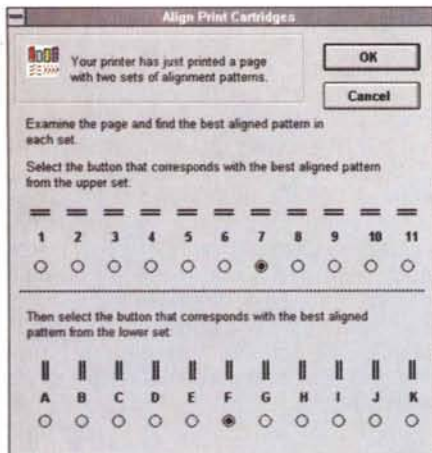 Align Print Cartridges
Your printer has just printed a page
with two sets of alignment patterns.
OK
Cancel
Examine the page and find the best aligned pattern in
each set.
Select the button that corresponds with the best aligned pattern
from the upper set.
1 2 3 4 5 6 7 8 9 10 11
Then select the button that corresponds with the best aligned
pattern from the lower set
A B C D E F G H I J K